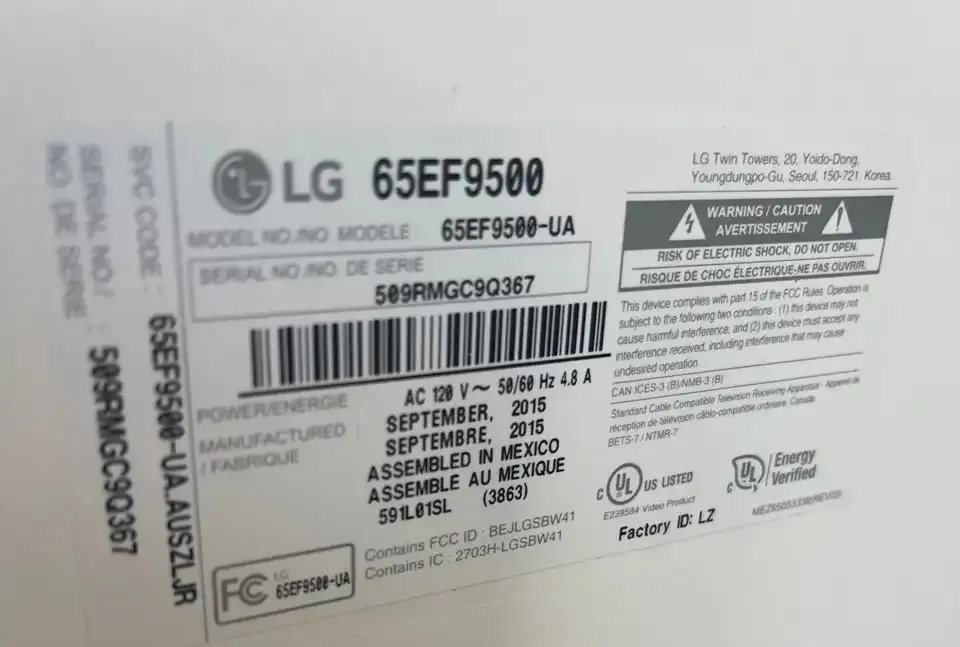 SVC CODE : 65EF9500-UA.AUSZLJR
SERIAL NO./
NO DE SERIE : 509RMGC9Q367
LG 65EF9500
MODEL NO./NO MODELE : 65EF9500-UA
SERIAL NO./NO DE SERIE
509RMGC9Q367
POWER/ENERGIE AC 120 V ~ 50/60 Hz 4.8 A
MANUFACTURED : SEPTEMBER, 2015
/ FABRIQUE SEPTEMBRE, 2015
ASSEMBLED IN MEXICO
ASSEMBLE AU MEXIQUE
591L01SL (3863)
FC LG
65EF9500-UA
Contains FCC ID : BEJLGSBW41
Contains IC : 2703H-LGSBW41
LG Twin Towers, 20, Yoido-Dong,
Youngdungpo-Gu, Seoul, 150-721, Korea.
WARNING / CAUTION
AVERTISSEMENT
RISK OF ELECTRIC SHOCK, DO NOT OPEN.
RISQUE DE CHOC ÉLECTRIQUE-NE PAS OUVRIR.
This device complies with part 15 of the FCC Rules. Operation is
subject to the following two conditions : (1) this device may not
cause harmful interference, and (2) this device must accept any
interference received, including interference that may cause
undesired operation.
CAN ICES-3 (B)/NMB-3 (B)
Standard Cable Compatible Television Receiving Apparatus - Appareil de
réception de télévision câblo-compatible ordinaire. Canada
BETS-7 / NTMR-7
C UL US LISTED
E239584 Video Product
C UL Energy
Verified
Factory ID: LZ